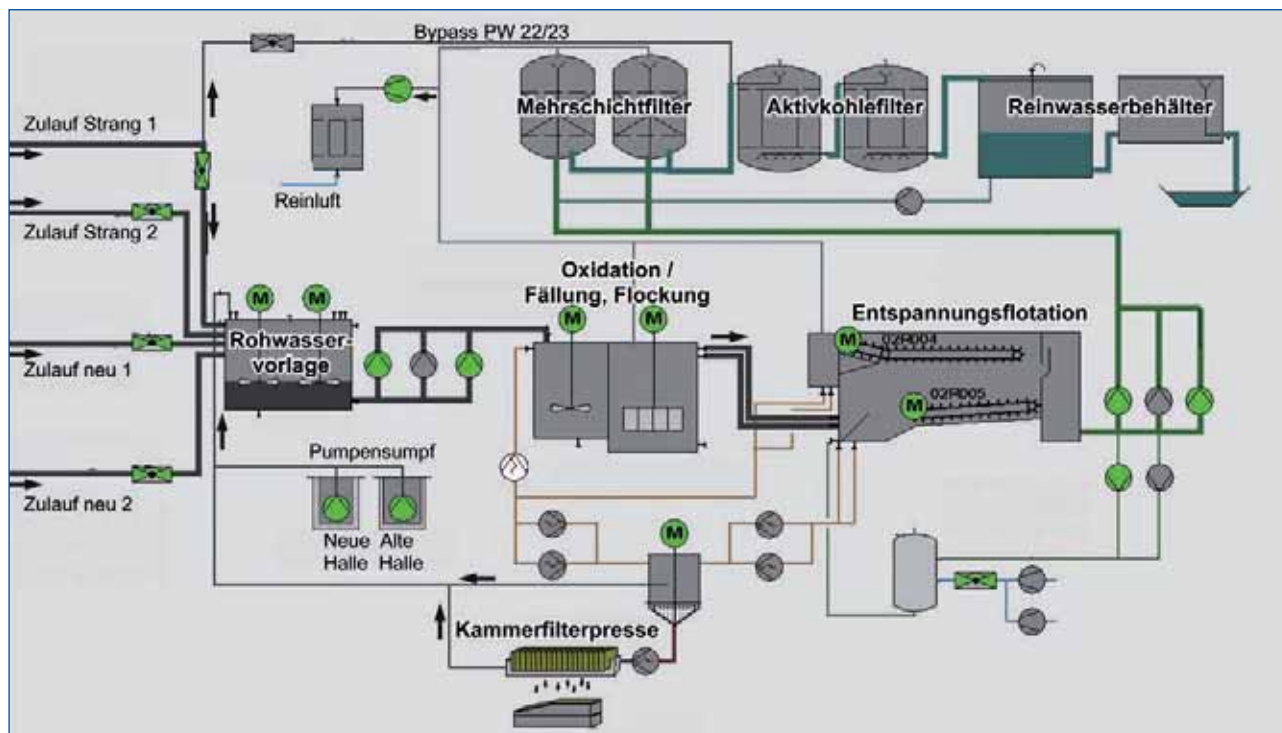 Bypass PW 22/23
Zulauf Strang 1
Mehrschichtfilter
Aktivkohlefilter
Reinwasserbehälter
Reinluft
Zulauf Strang 2
Oxidation /
Fällung, Flockung
M
M
M
M
Entspannungsflotation
Rohwasser-
vorlage
M
02R004
Zulauf neu 1
M
02R005
Pumpensumpf
Zulauf neu 2
Neue
Halle
Alte
Halle
M
Kammerfilterpresse